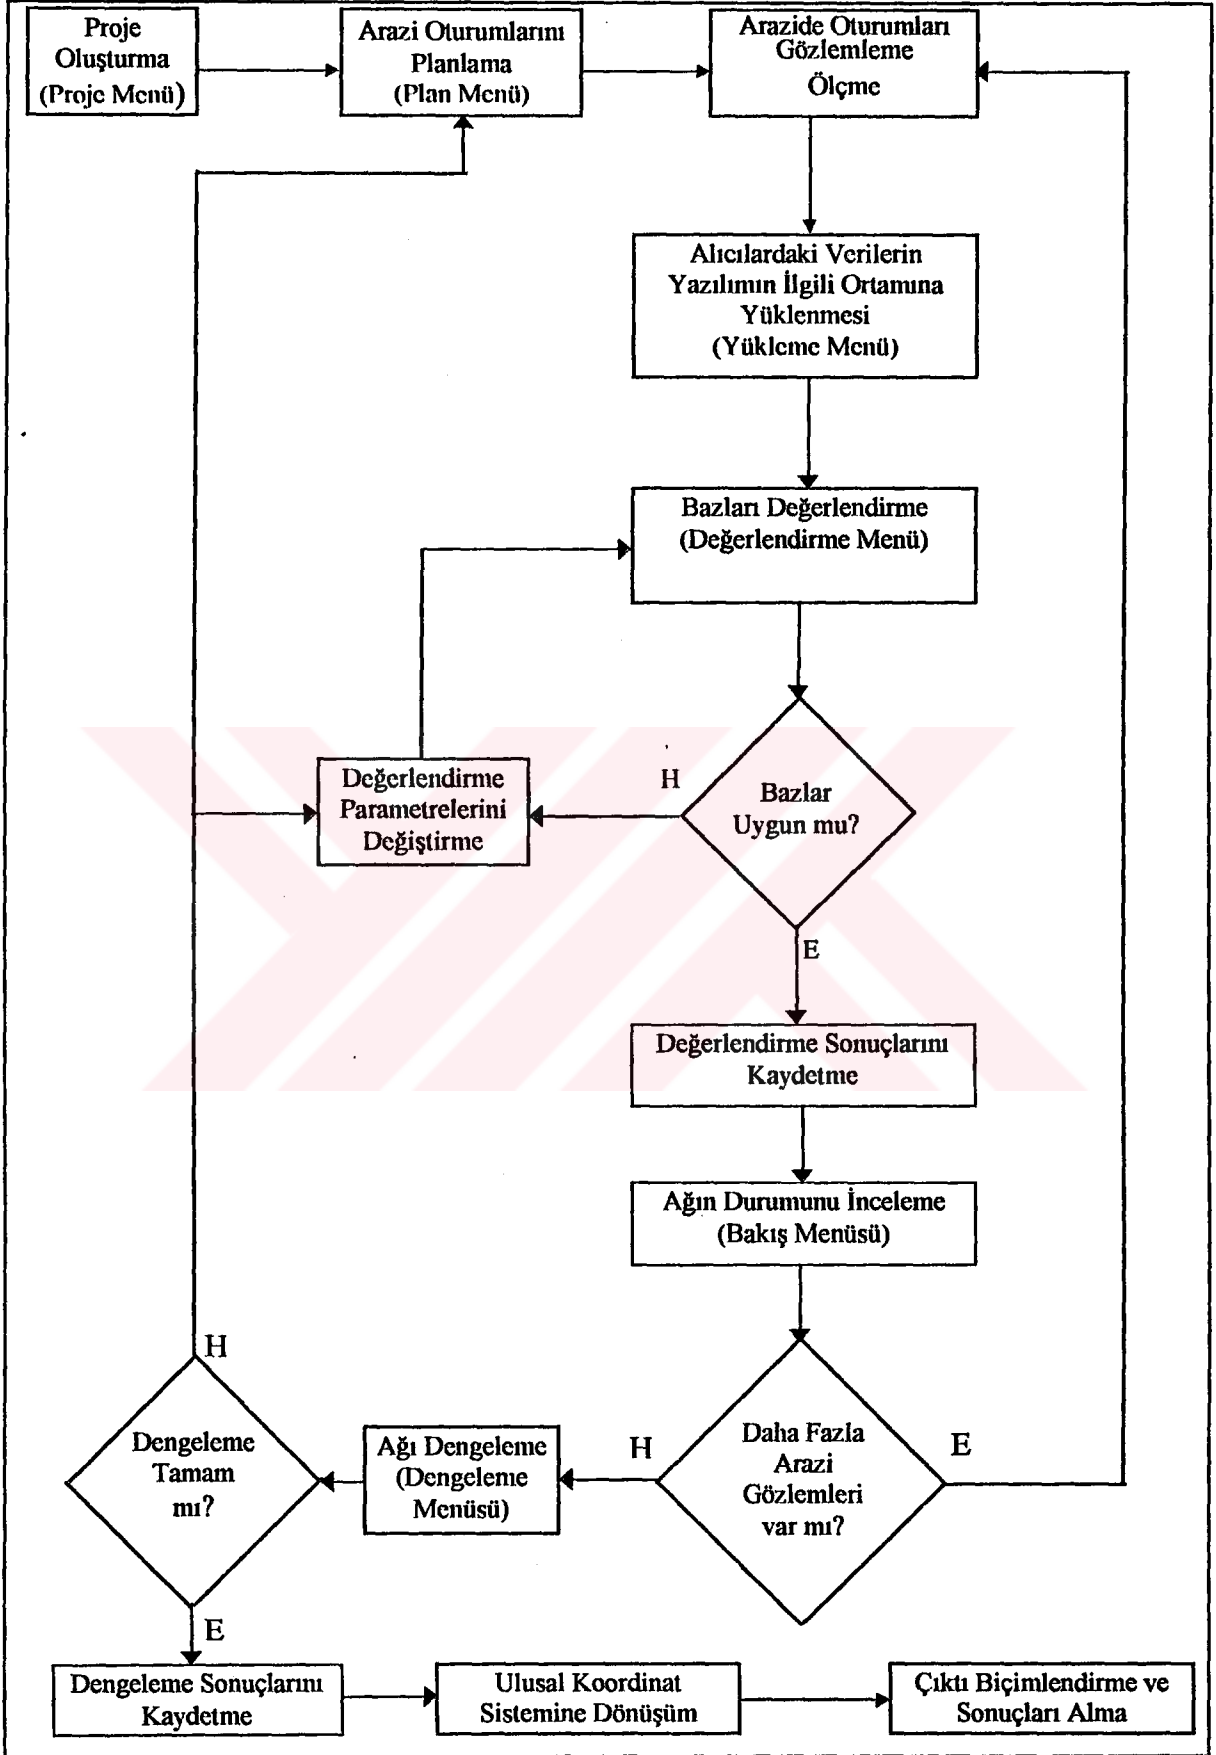 Proje
Oluşturma
(Proje Menü)
Arazi Oturumlarını
Planlama
(Plan Menü)
Arazide Oturumları
Gözlemleme
Ölçme
Alıcılardaki Verilerin
Yazılımın İlgili Ortamına
Yüklenmesi
(Yükleme Menü)
Bazları Değerlendirme
(Değerlendirme Menü)
Değerlendirme
Parametrelerini
Değiştirme
H
Bazlar
Uygun mu?
E
Değerlendirme Sonuçlarını
Kaydetme
Ağın Durumunu İnceleme
(Bakış Menüsü)
H
Dengeleme
Tamam
mı?
Ağı Dengeleme
(Dengeleme
Menüsü)
H
Daha Fazla
Arazi
Gözlemleri
var mı?
E
E
Dengeleme Sonuçlarını
Kaydetme
Ulusal Koordinat
Sistemine Dönüşüm
Çıktı Biçimlendirme ve
Sonuçları Alma